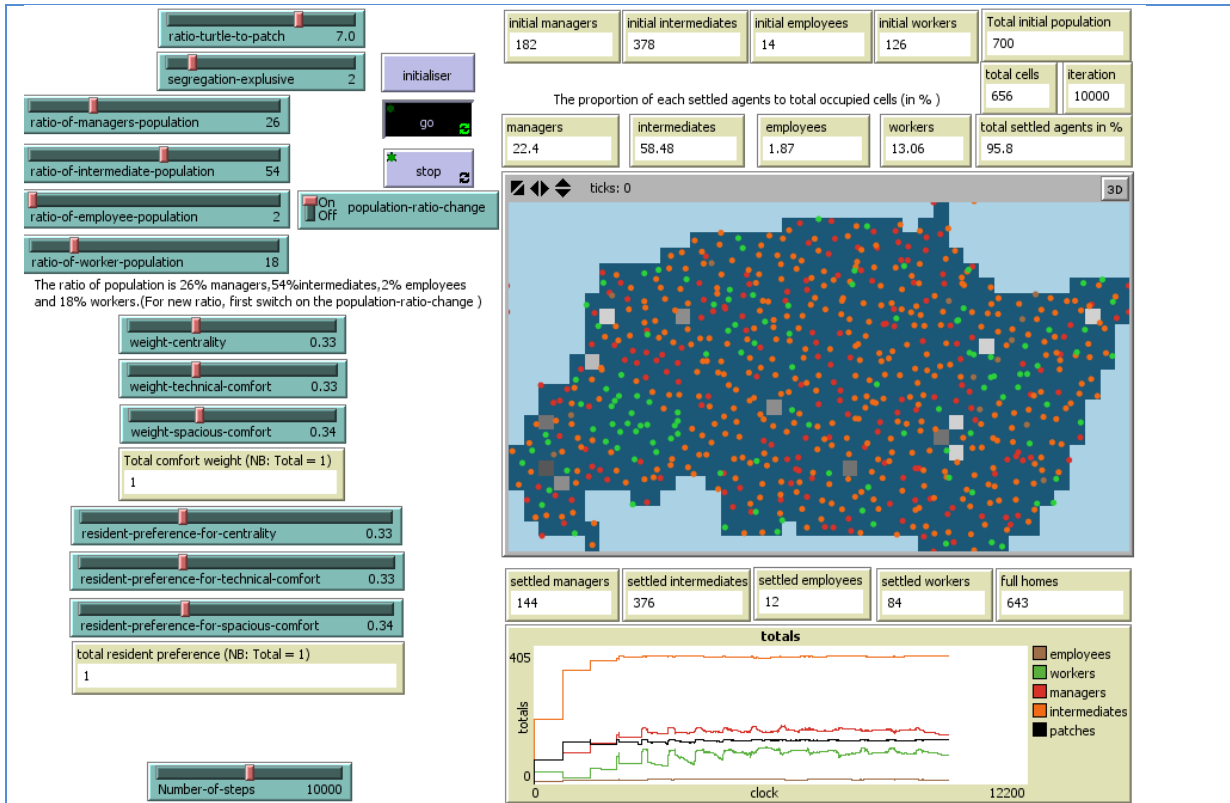 ratio-turtle-to-patch 7.0
segregation-explusive 2
ratio-of-managers-population 26
ratio-of-intermediate-population 54
ratio-of-employee-population 2
ratio-of-worker-population 18
initialiser
go
stop
On
Off
population-ratio-change
The ratio of population is 26% managers,54%intermediates,2% employees
and 18% workers.(For new ratio, first switch on the population-ratio-change )
weight-centrality 0.33
weight-technical-comfort 0.33
weight-spacious-comfort 0.34
Total comfort weight (NB: Total = 1)
1
resident-preference-for-centrality 0.33
resident-preference-for-technical-comfort 0.33
resident-preference-for-spacious-comfort 0.34
total resident preference (NB: Total = 1)
1
Number-of-steps 10000
initial managers
182
initial intermediates
378
initial employees
14
initial workers
126
Total initial population
700
total cells
656
iteration
10000
The proportion of each settled agents to total occupied cells (in % )
managers
22.4
intermediates
58.48
employees
1.87
workers
13.06
total settled agents in %
95.8
ticks: 0
3D
settled managers
144
settled intermediates
376
settled employees
12
settled workers
84
full homes
643
totals
405
totals
0
0
clock
12200
employees
workers
managers
intermediates
patches